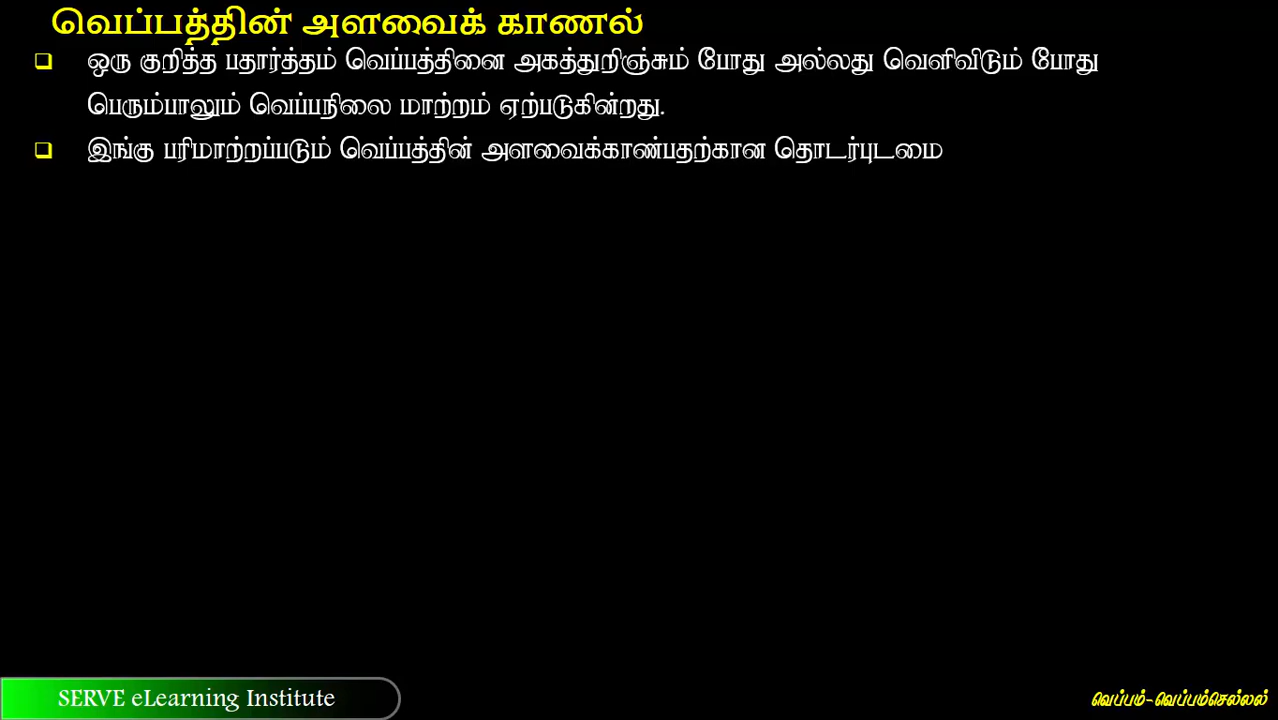 வெப்பத்தின் அளவைக் காணல்
ஒரு குறித்த பதார்த்தம் வெப்பத்தினை அகத்துறிஞ்சும் போது அல்லது வெளிவிடும் போது
பெரும்பாலும் வெப்பநிலை மாற்றம் ஏற்படுகின்றது.
இங்கு பரிமாற்றப்படும் வெப்பத்தின் அளவைக்காண்பதற்கான தொடர்புடமை
SERVE eLearning Institute
வெப்பம்-வெப்பம்செல்லல்